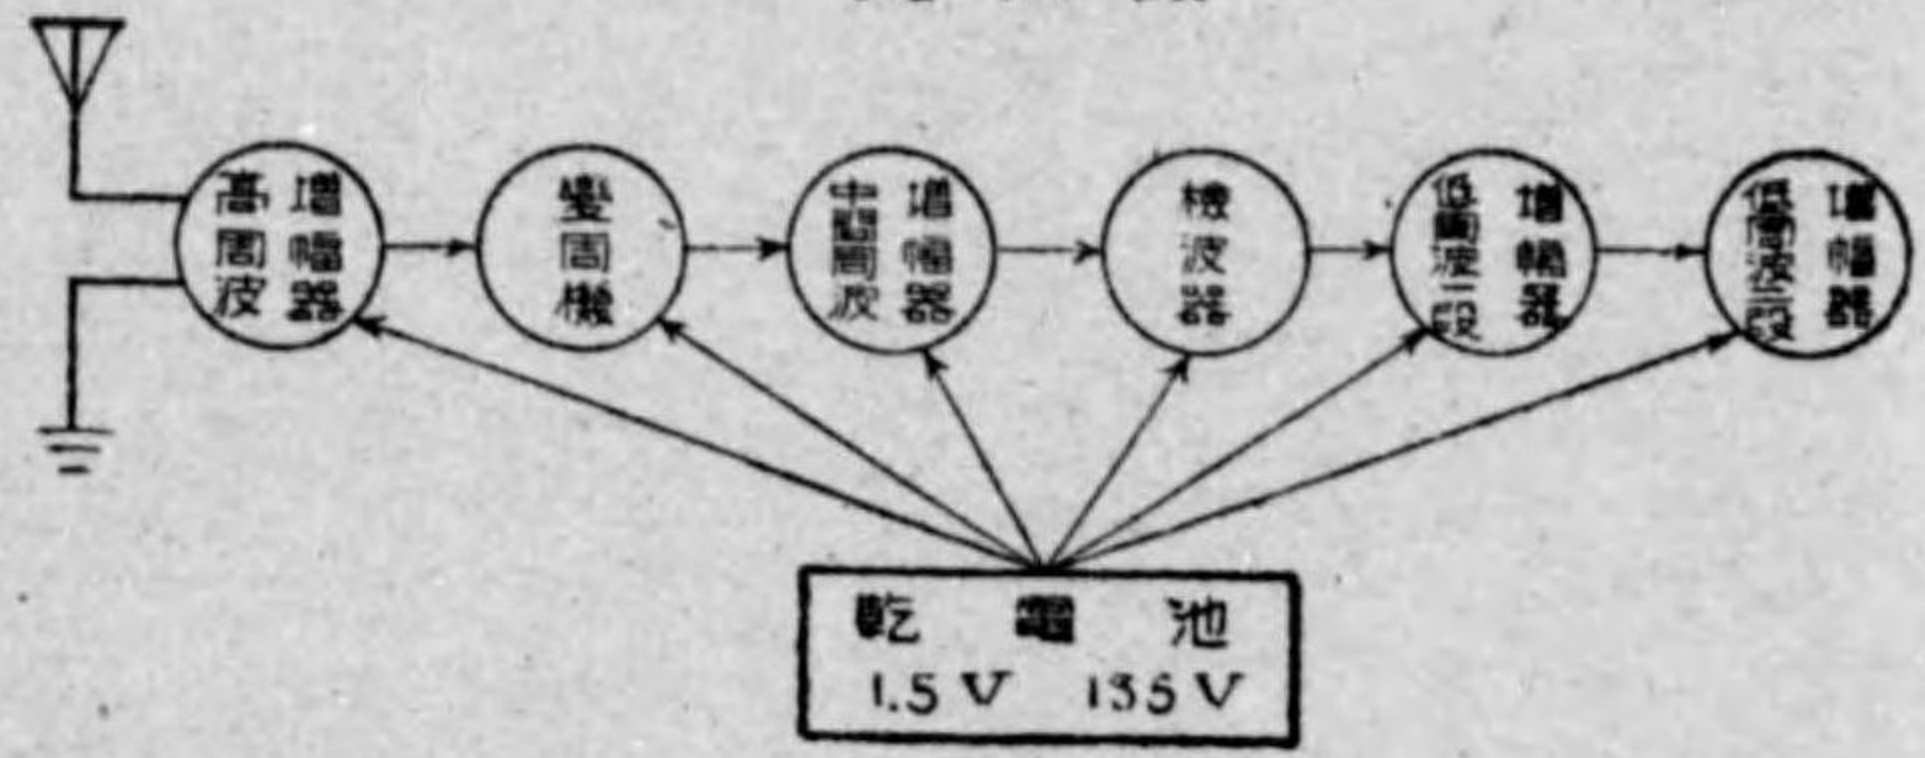 高周波增幅器
變周機
中間周波增幅器
檢波器
低周波一段增幅器
低周波二段增幅器
乾電池
1.5V 135V